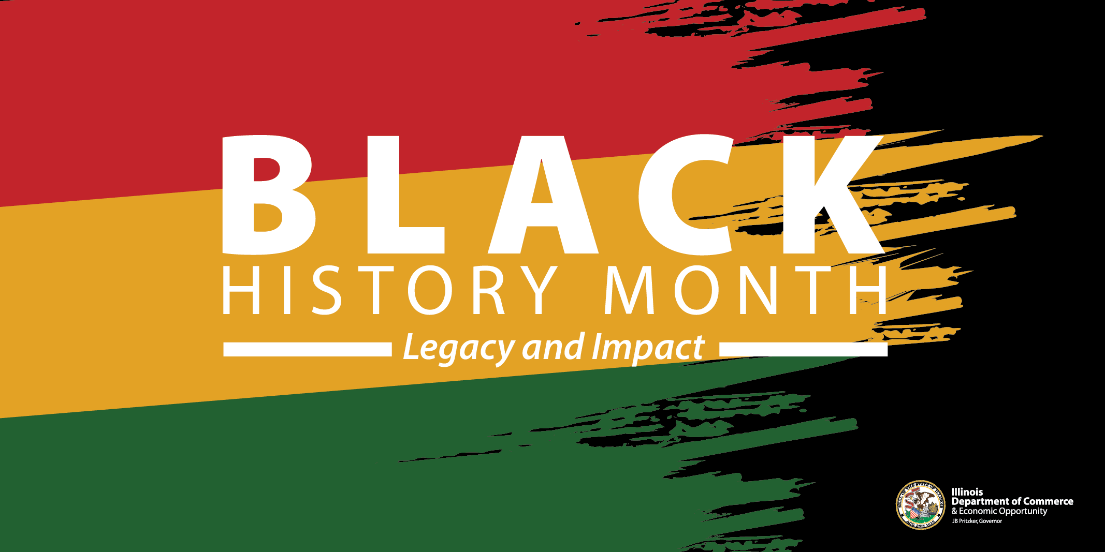 BLACK
HISTORY MONTH
Legacy and Impact
Illinois
Department of Commerce
& Economic Opportunity
JB Pritzker, Governor